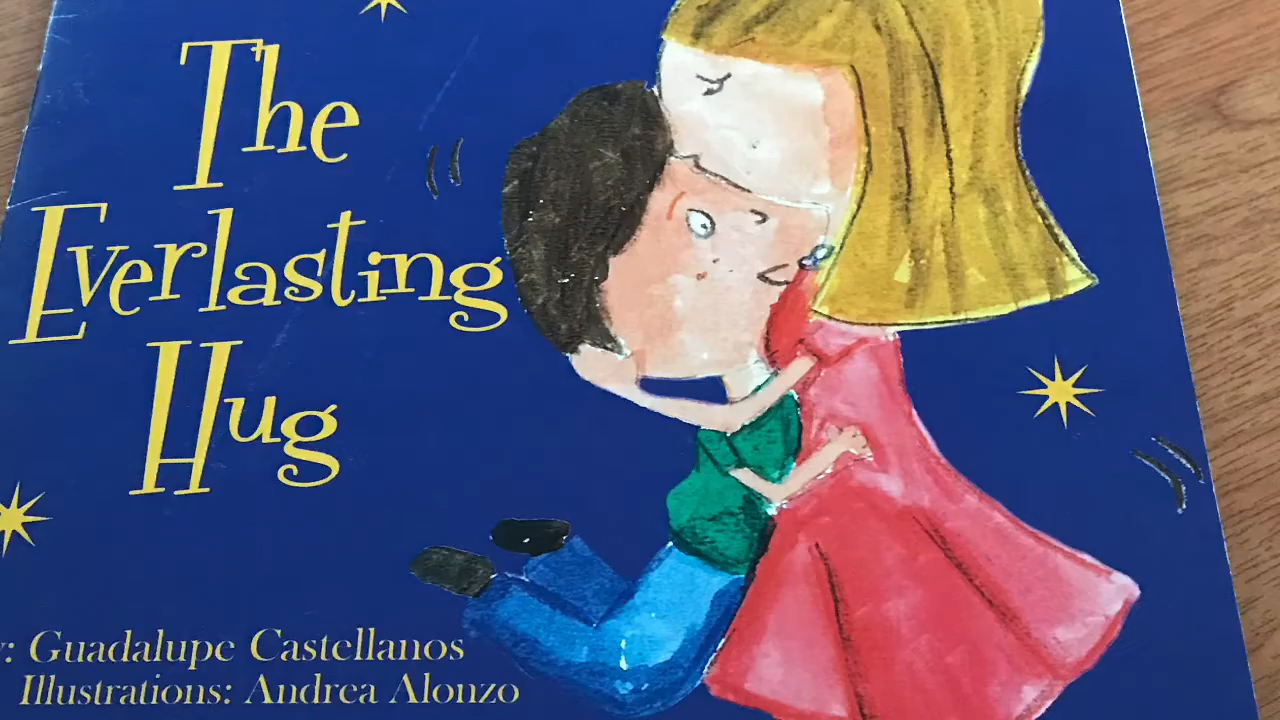 The
Everlasting
Hug
: Guadalupe Castellanos
Illustrations: Andrea Alonzo